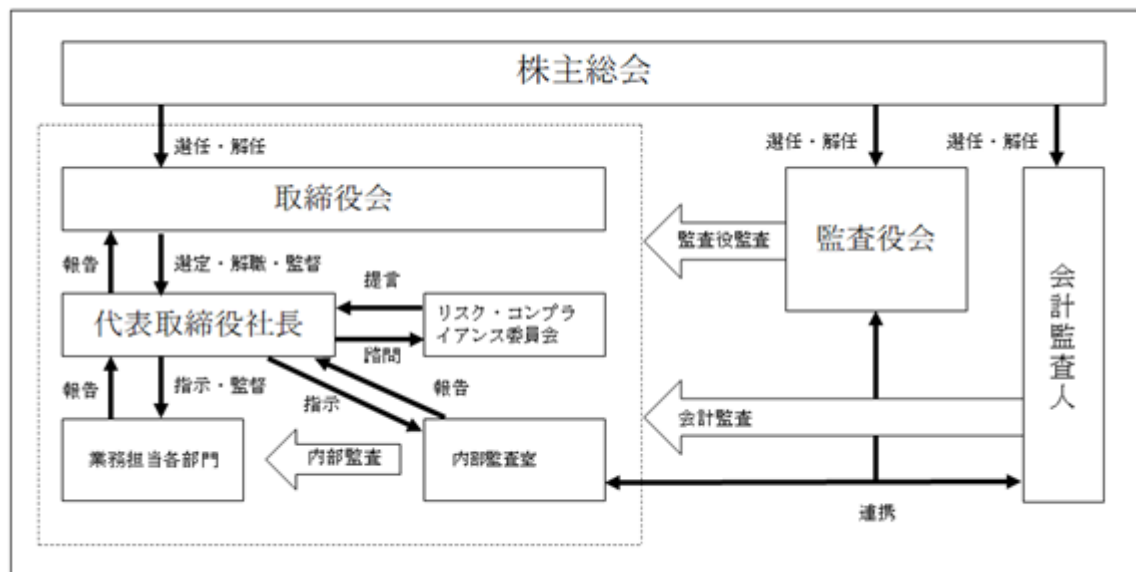 株主総会
選任・解任
選任・解任
選任・解任
取締役会
監査役会
会計監査人
監査役監査
報告
選定・解職・監督
提言
代表取締役社長
リスク・コンプラ
イアンス委員会
諮問
報告
指示・監督
指示
報告
会計監査
業務担当各部門
内部監査
内部監査室
連携